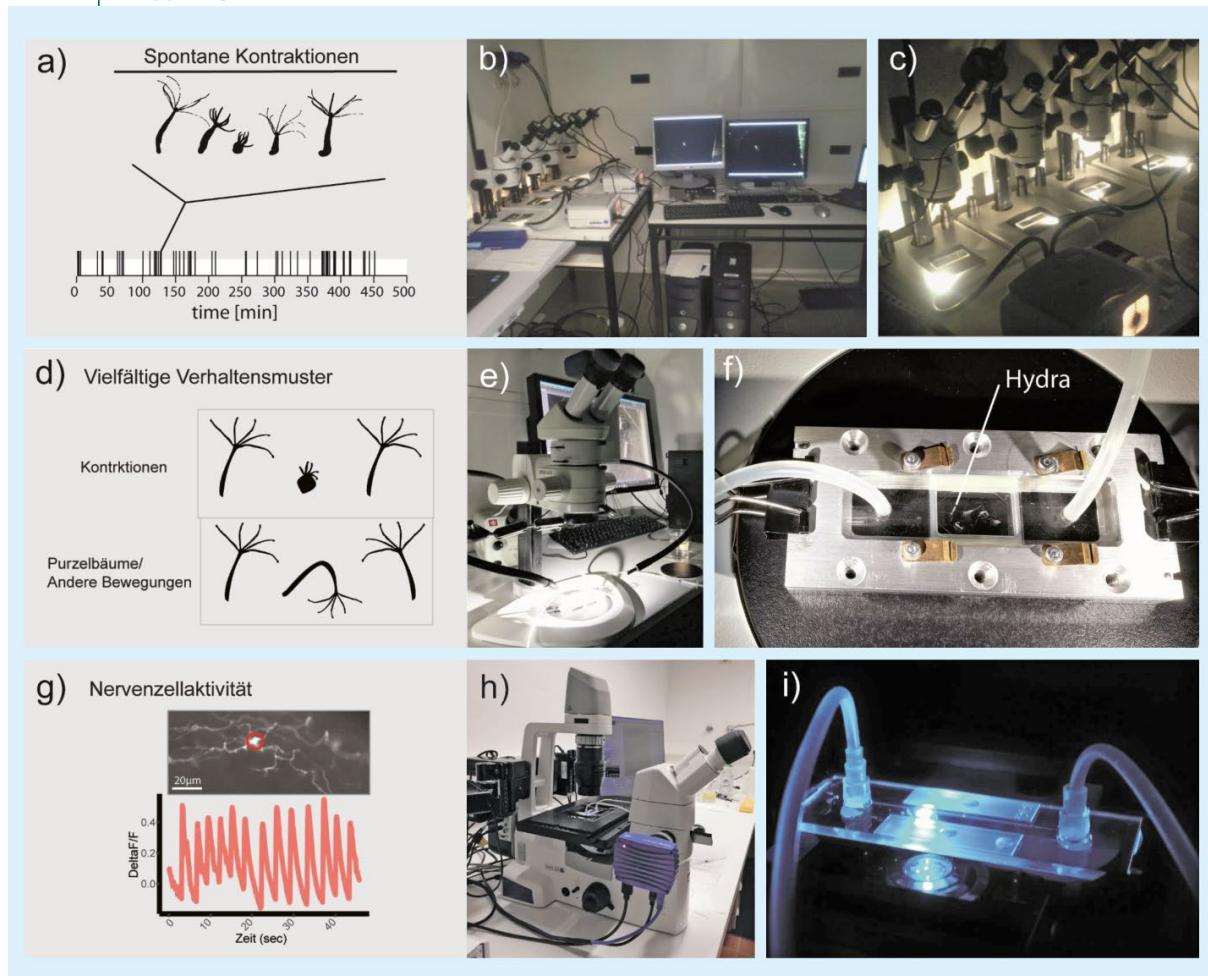 a)
Spontane Kontraktionen
0 50 100 150 200 250 300 350 400 450 500
time [min]
b)
c)
d) Vielfältige Verhaltensmuster
Kontrktionen
Purzelbäume/
Andere Bewegungen
e)
f)
Hydra
g) Nervenzellaktivität
20µm
DeltaF/F
0.4
0.2
0.0
0 10 20 30 40
Zeit (sec)
h)
i)